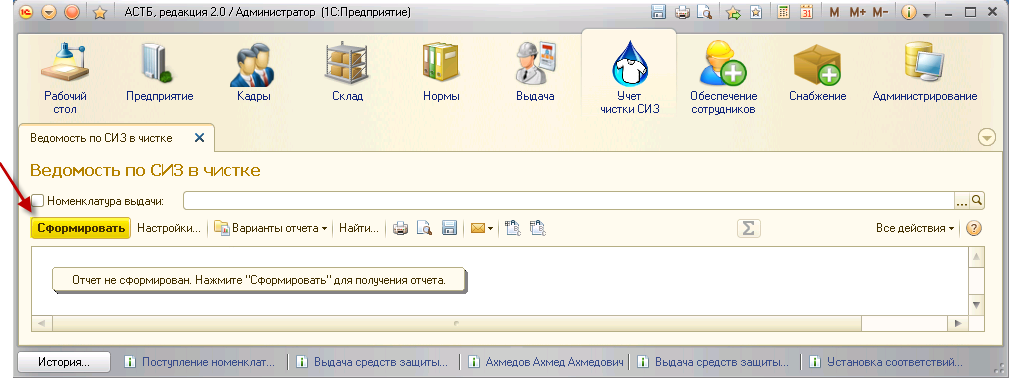 АСТБ, редакция 2.0 / Администратор (1С:Предприятие)
M M+ M-
Рабочий стол
Предприятие
Кадры
Склад
Нормы
Выдача
Учет чистки СИЗ
Обеспечение сотрудников
Снабжение
Администрирование
Ведомость по СИЗ в чистке
Ведомость по СИЗ в чистке
Номенклатура выдачи:
Сформировать Настройки... Варианты отчета Найти... Σ Все действия
Отчет не сформирован. Нажмите "Сформировать" для получения отчета.
История... Поступление номенклат... Выдача средств защиты... Ахмедов Ахмед Ахмедович Выдача средств защиты... Установка соответствий...